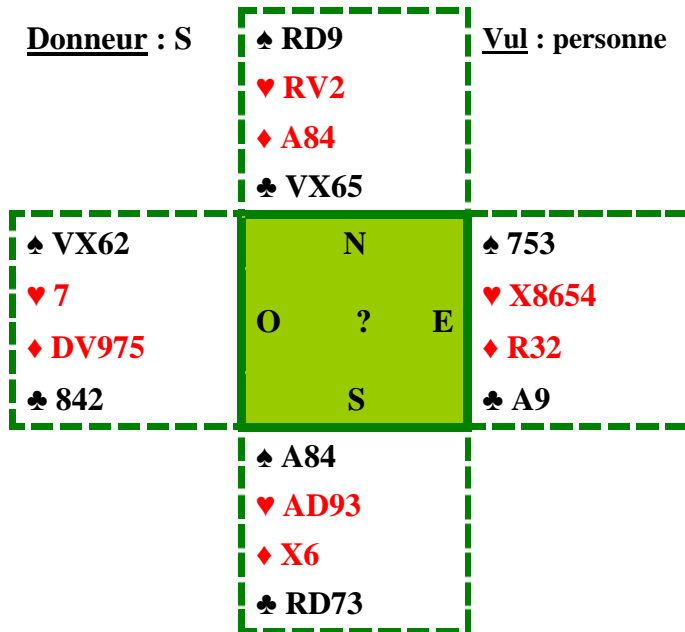 Donneur : S
♠ RD9
♥ RV2
♦ A84
♣ VX65
Vul : personne
♠ VX62
♥ 7
♦ DV975
♣ 842
N
O ? E
S
♠ 753
♥ X8654
♦ R32
♣ A9
♠ A84
♥ AD93
♦ X6
♣ RD73